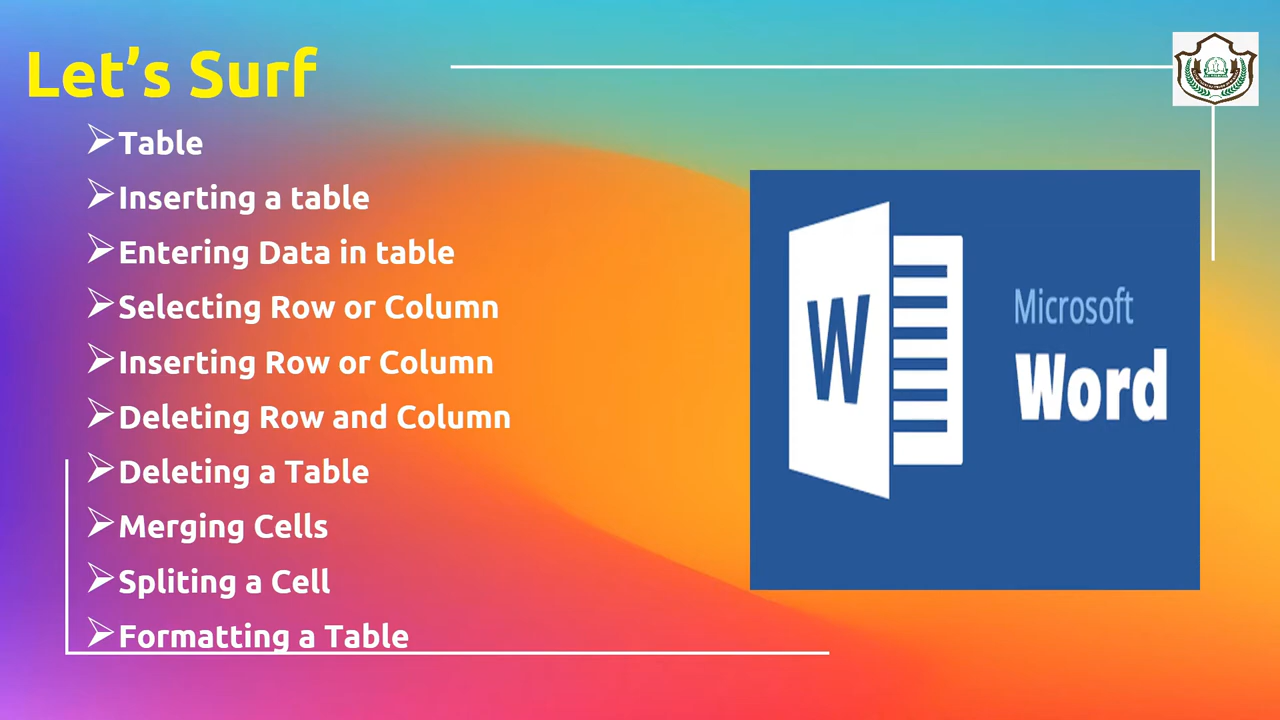 Let’s Surf
➢Table
➢Inserting a table
➢Entering Data in table
➢Selecting Row or Column
➢Inserting Row or Column
➢Deleting Row and Column
➢Deleting a Table
➢Merging Cells
➢Spliting a Cell
➢Formatting a Table
W
Microsoft
Word